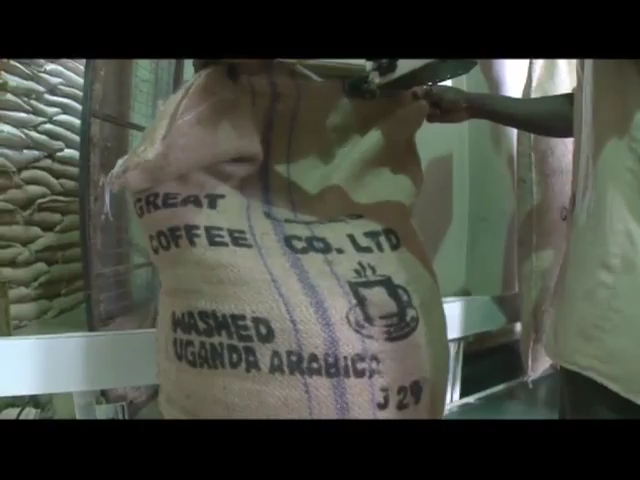 GREAT
COFFEE CO. LTD
WASHED
UGANDA ARABICA
J 29